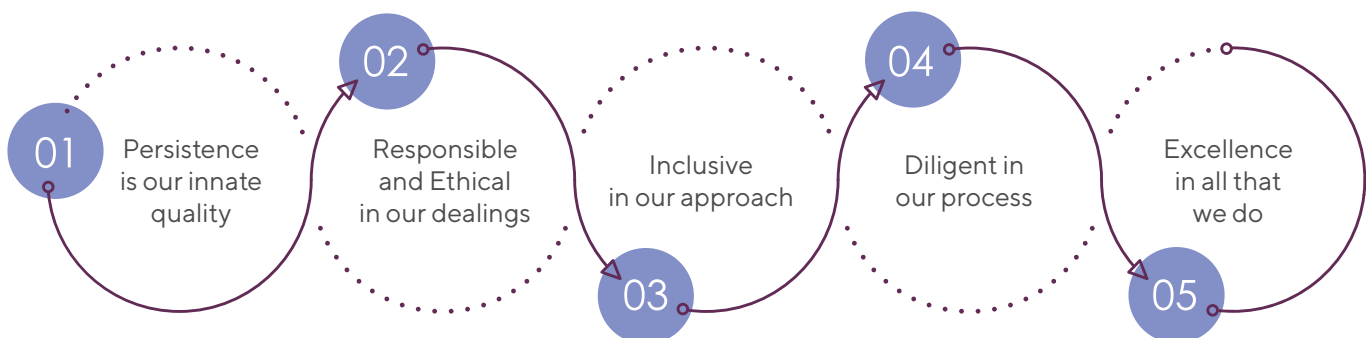 01
Persistence
is our innate
quality
02
Responsible
and Ethical
in our dealings
03
Inclusive
in our approach
04
Diligent in
our process
05
Excellence
in all that
we do